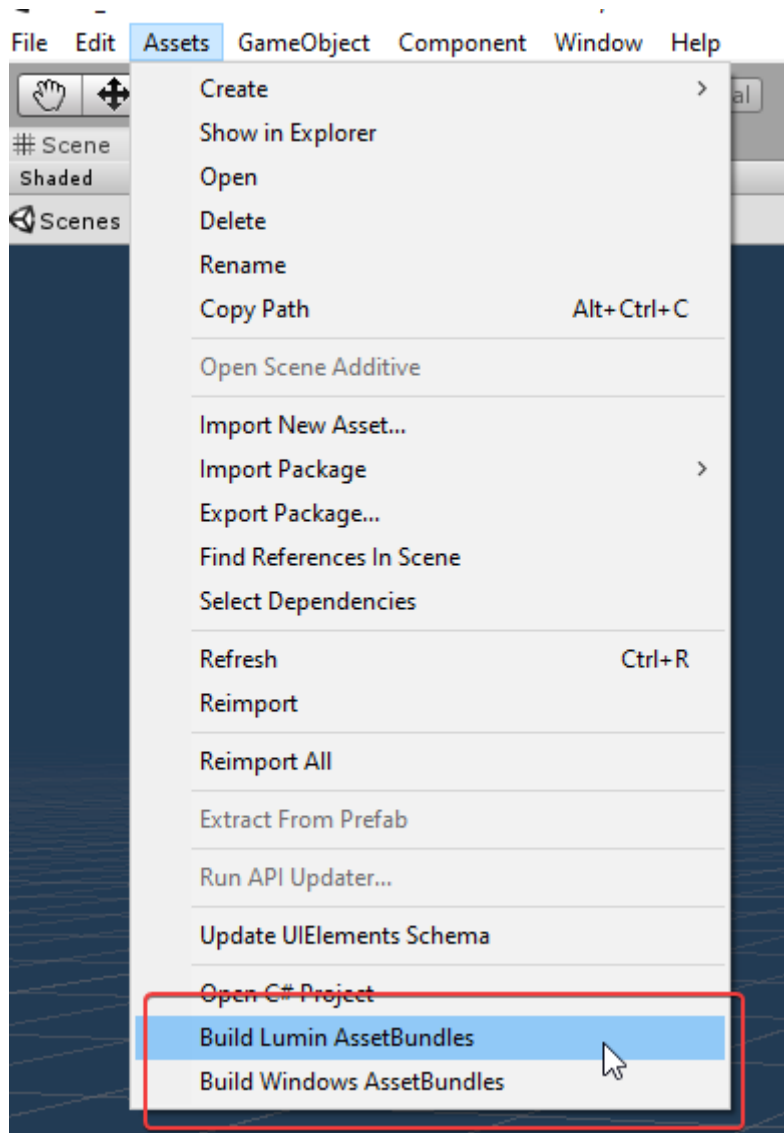 File Edit Assets GameObject Component Window Help
Create
al
Show in Explorer
# Scene
Open
Shaded
Delete
Scenes
Rename
Copy Path Alt+Ctrl+C
Open Scene Additive
Import New Asset...
Import Package
Export Package...
Find References In Scene
Select Dependencies
Refresh Ctrl+R
Reimport
Reimport All
Extract From Prefab
Run API Updater...
Update UIElements Schema
Open C# Project
Build Lumin AssetBundles
Build Windows AssetBundles